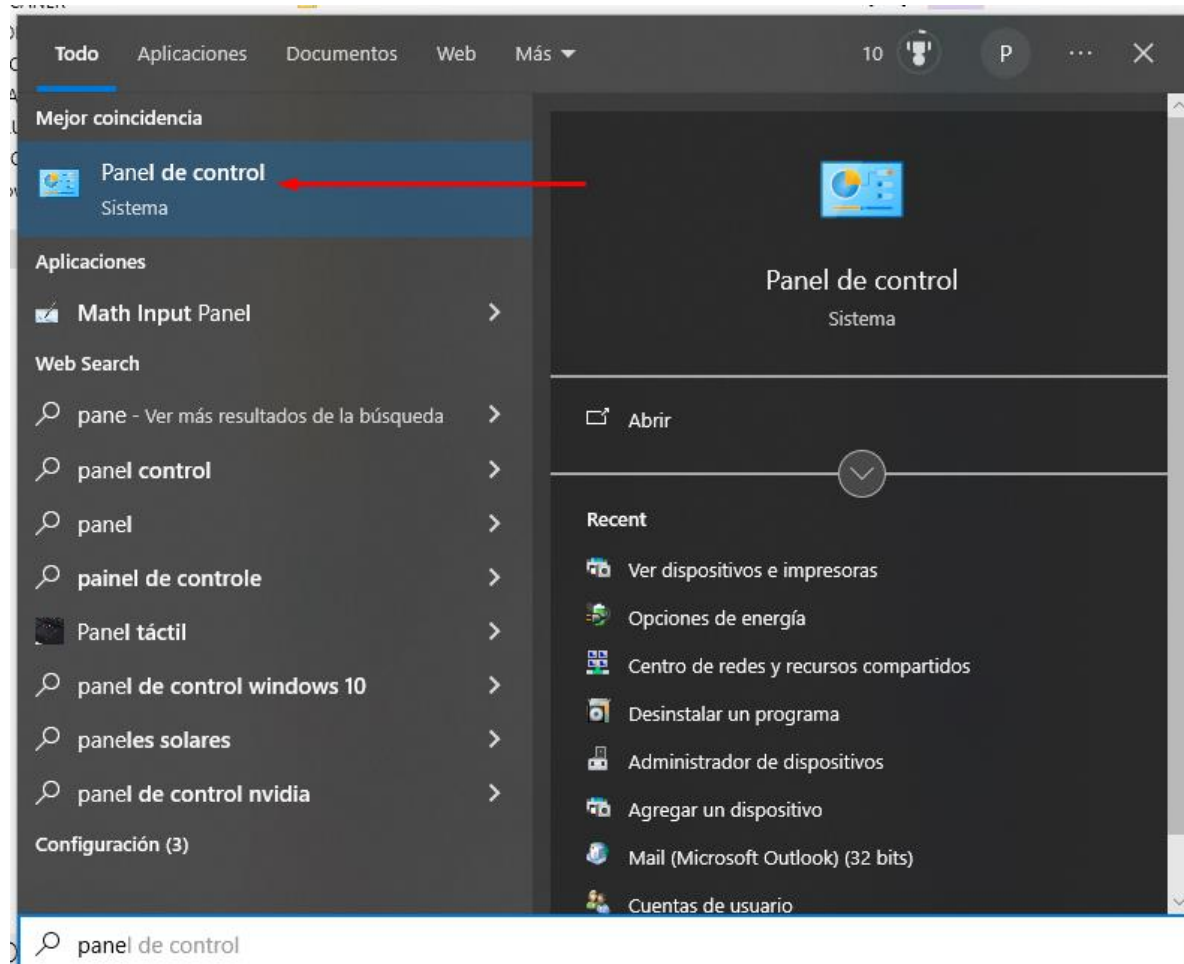 Todo Aplicaciones Documentos Web Más 10 P ...
Mejor coincidencia
Panel de control
Sistema
Aplicaciones
Math Input Panel
Web Search
pane - Ver más resultados de la búsqueda
panel control
panel
painel de controle
Panel táctil
panel de control windows 10
paneles solares
panel de control nvidia
Configuración (3)
Panel de control
Sistema
Abrir
Recent
Ver dispositivos e impresoras
Opciones de energía
Centro de redes y recursos compartidos
Desinstalar un programa
Administrador de dispositivos
Agregar un dispositivo
Mail (Microsoft Outlook) (32 bits)
Cuentas de usuario
panel de control